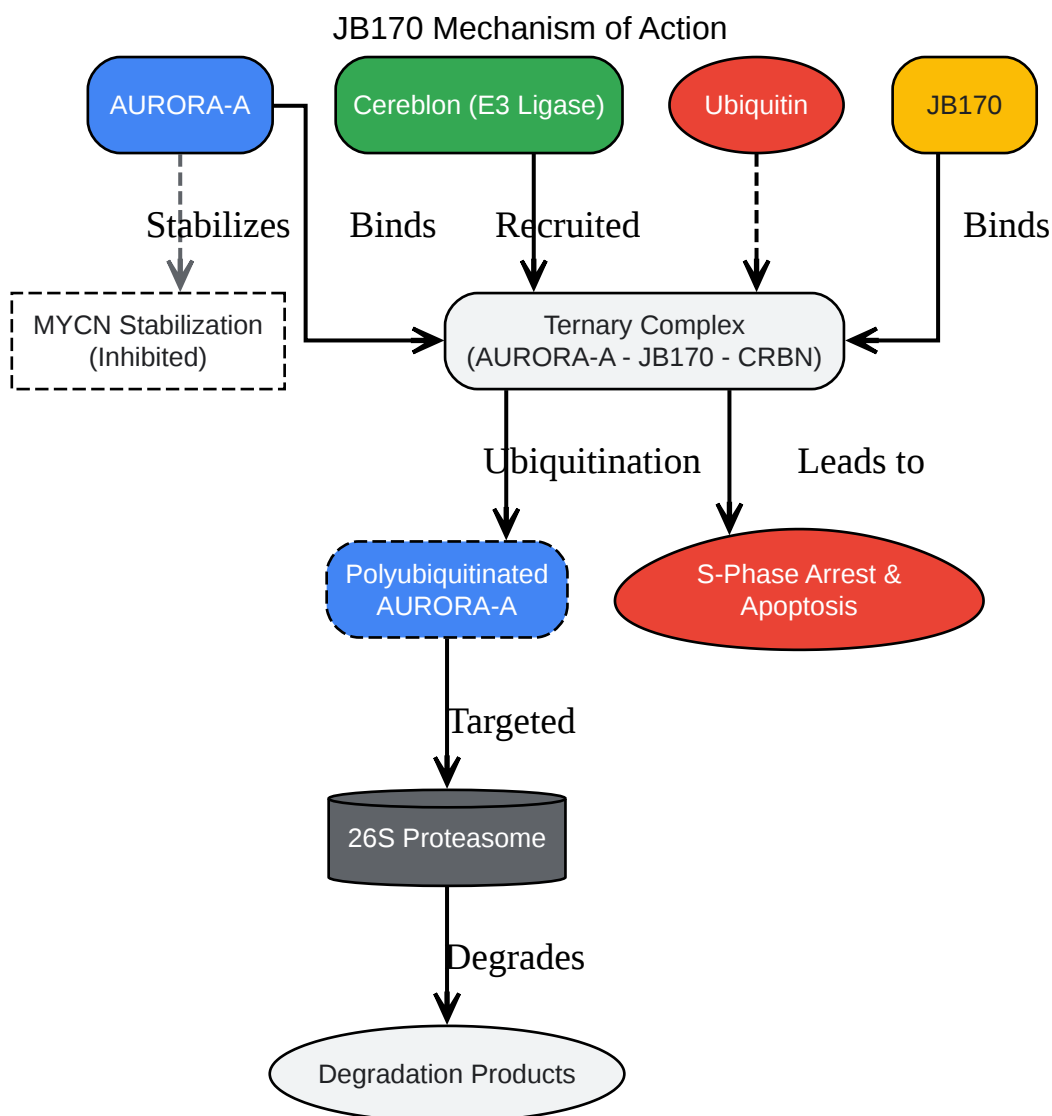 JB170 Mechanism of Action
AURORA-A
Cereblon (E3 Ligase)
Ubiquitin
JB170
Stabilizes
Binds
Recruited
Binds
MYCN Stabilization
(Inhibited)
Ternary Complex
(AURORA-A - JB170 - CRBN)
Ubiquitination
Leads to
Polyubiquitinated
AURORA-A
S-Phase Arrest &
Apoptosis
Targeted
26S Proteasome
Degrades
Degradation Products